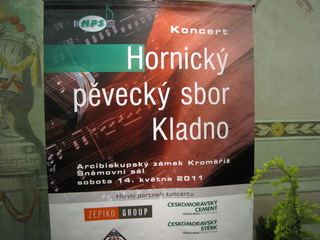 HPS
Koncert
Hornický
pěvecký sbor
Kladno
Arcibiskupský zámek Kroměříž
Sněmovní sál
sobota 14. května 2011
Hlavní partneři koncertu
ZEPIKO GROUP
ČESKOMORAVSKÝ
CEMENT
ČESKOMORAVSKÝ
ŠTĚRK